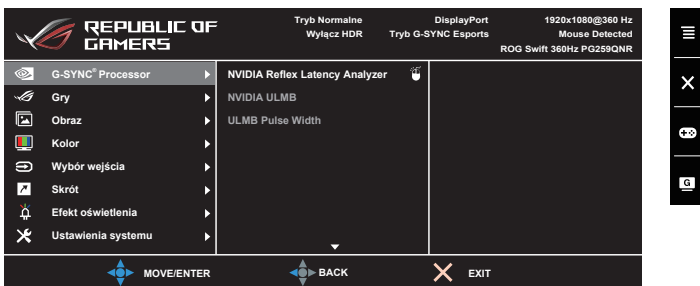 REPUBLIC OF
GAMERS
Tryb Normalne DisplayPort 1920x1080@360 Hz
Wyłącz HDR Tryb G-SYNC Esports Mouse Detected
ROG Swift 360Hz PG259QNR
G-SYNC® Processor
Gry
Obraz
Kolor
Wybór wejścia
Skrót
Efekt oświetlenia
Ustawienia systemu
NVIDIA Reflex Latency Analyzer
NVIDIA ULMB
ULMB Pulse Width
MOVE/ENTER BACK EXIT
G